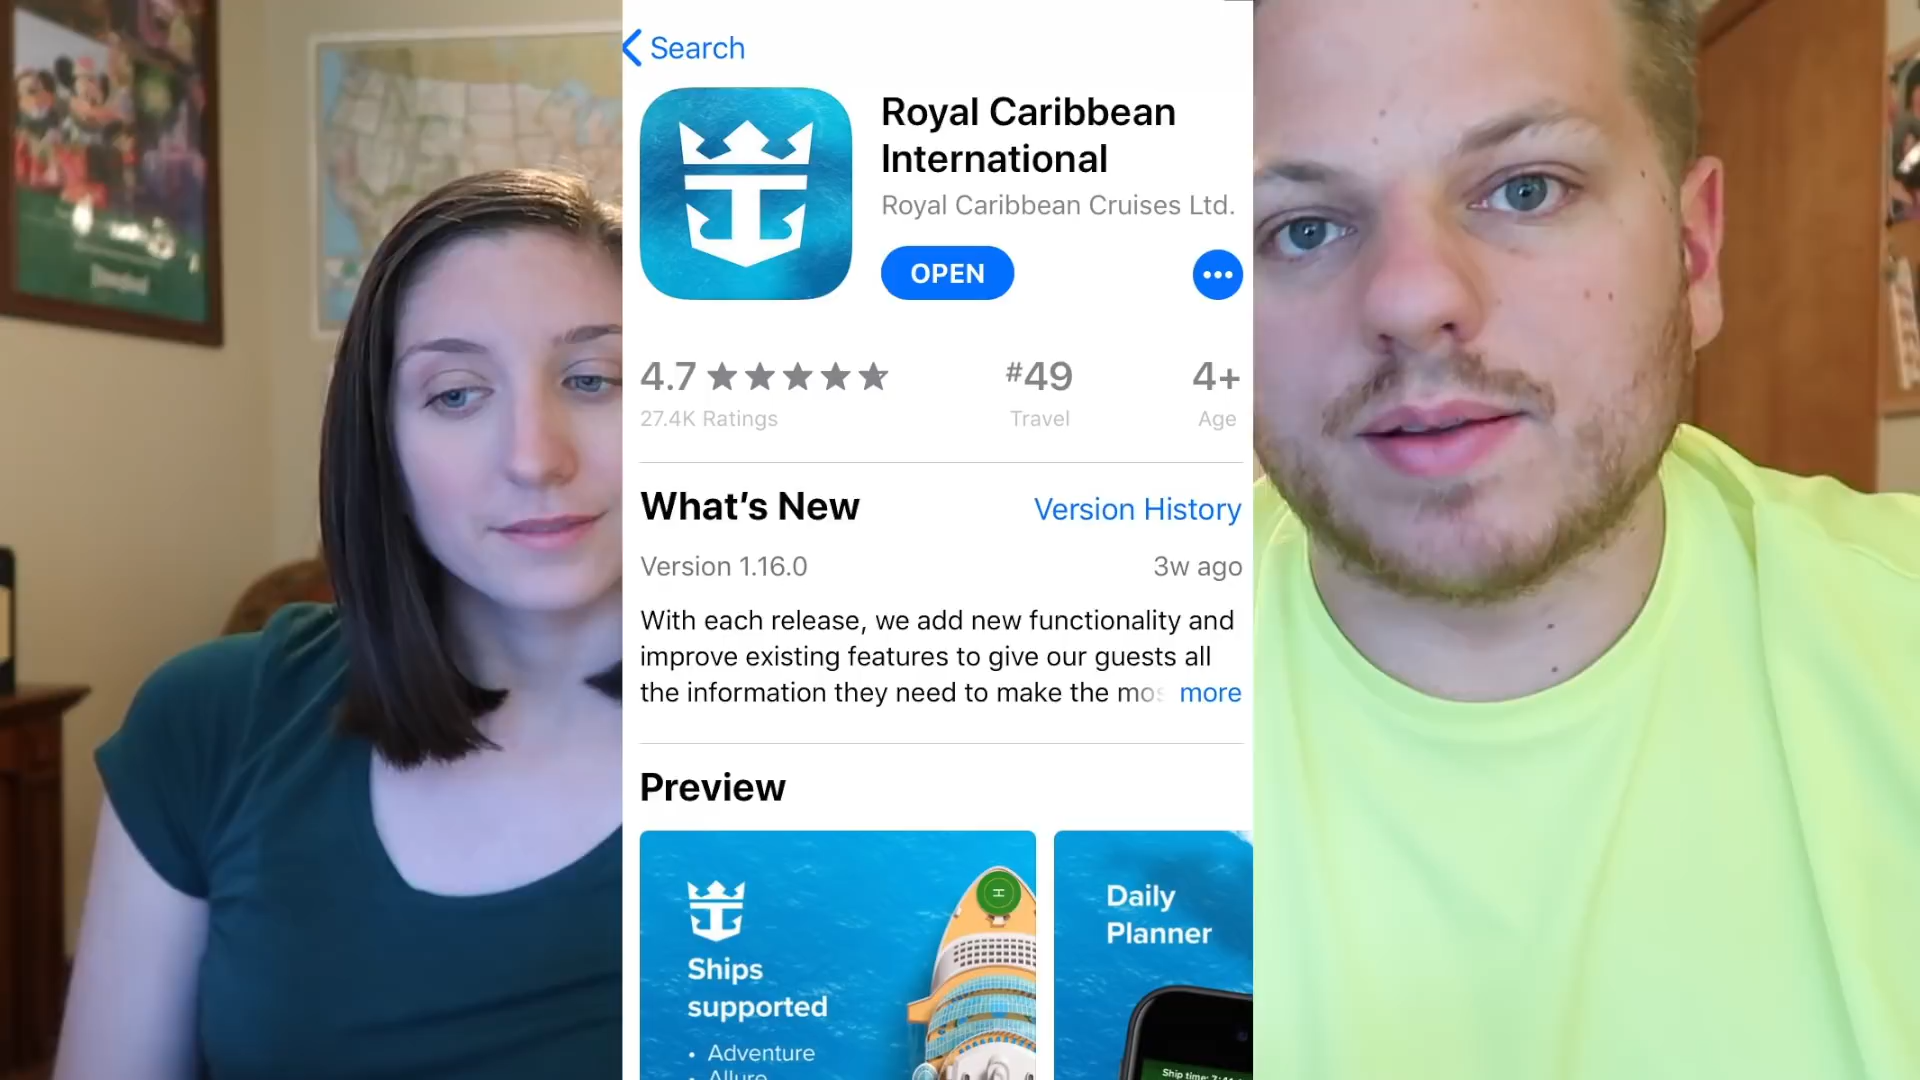 Search
Royal Caribbean
International
Royal Caribbean Cruises Ltd.
OPEN
4.7
#49
4+
27.4K Ratings
Travel
Age
What's New
Version History
Version 1.16.0
3w ago
With each release, we add new functionality and
improve existing features to give our guests all
the information they need to make the
more
Preview
Ships
supported
• Adventure
• Allure
Daily
Planner
Ship time: